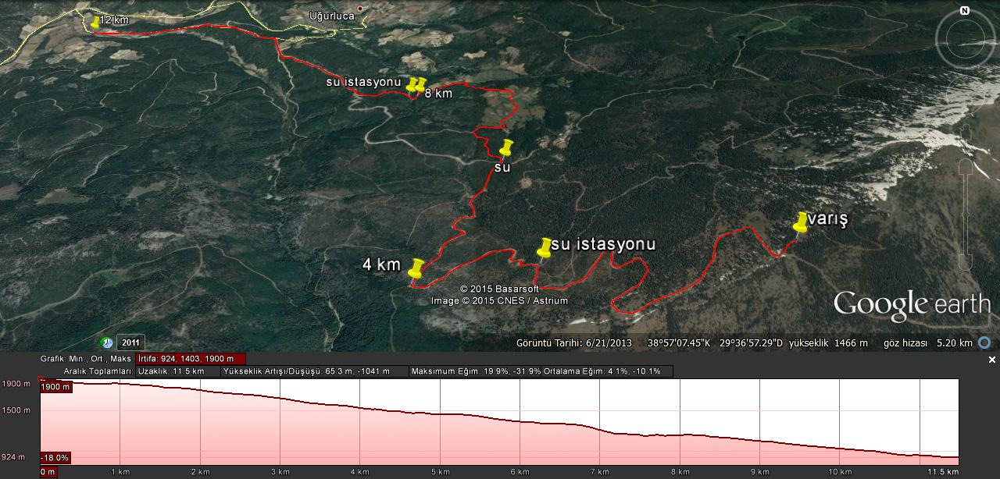 12 km
Uğurluca
N
su istasyonu
8 km
su
varış
su istasyonu
4 km
© 2015 Basarsoft
Image © 2015 CNES / Astrium
Google earth
2011
Görüntü Tarihi: 6/21/2013 38°57'07.45"K 29°36'57.29"D yükseklik 1466 m göz hizası 5.20 km
Grafik: Min., Ort., Maks. İrtifa: 924, 1403, 1900 m
Aralık Toplamları: Uzaklık: 11.5 km Yükseklik Artışı/Düşüşü: 65.3 m, -1041 m Maksimum Eğim: 19.9%, -31.9% Ortalama Eğim: 4.1%, -10.1%
1900 m
1900 m
1500 m
924 m
-18.0%
0 m 1 km 2 km 3 km 4 km 5 km 6 km 7 km 8 km 9 km 10 km 11.5 km